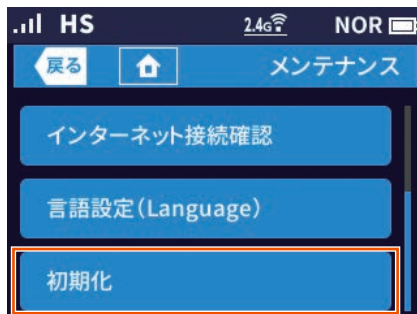 HS 2.4G NOR
戻る メンテナンス
インターネット接続確認
言語設定(Language)
初期化